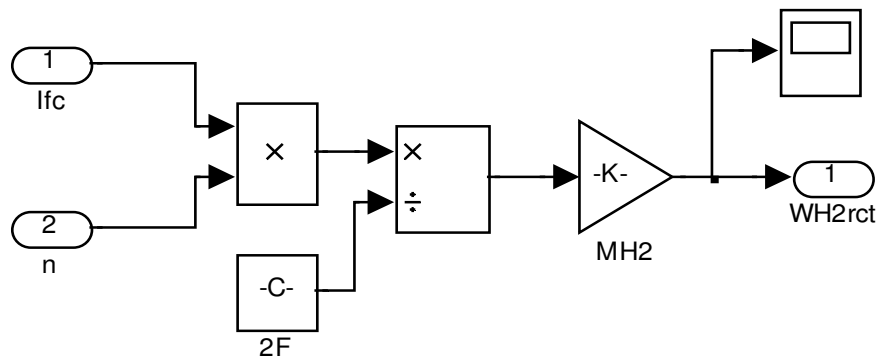 1
Ifc
2
n
×
-C-
2F
×
÷
-K-
MH2
1
WH2rct